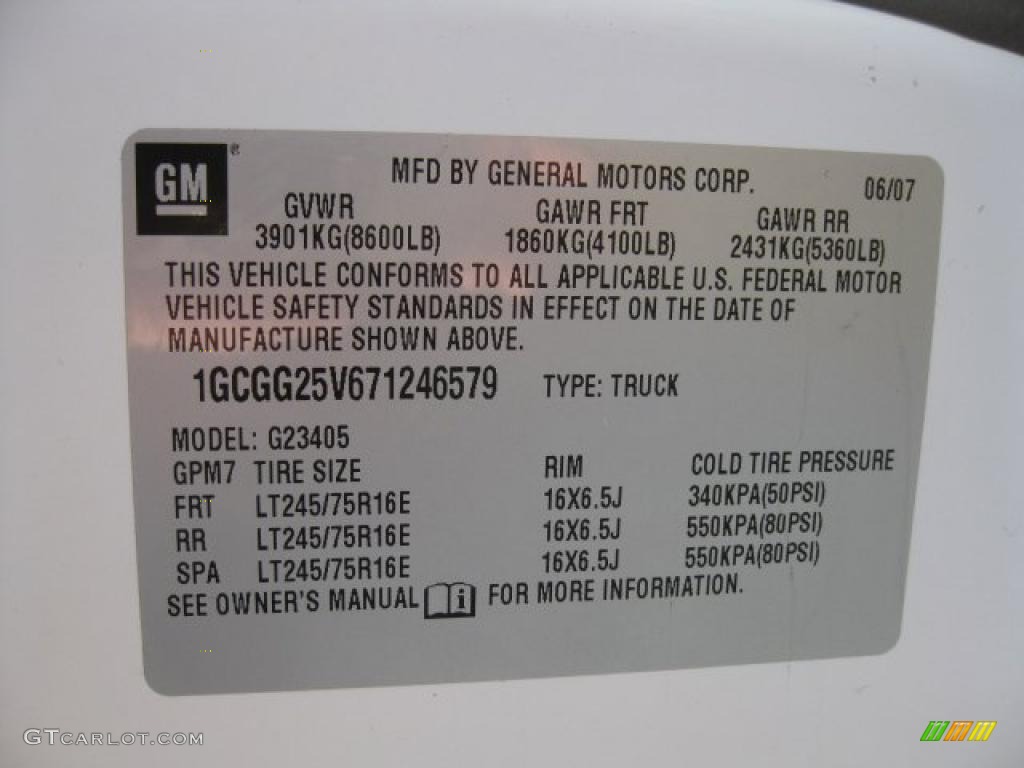 GM®
MFD BY GENERAL MOTORS CORP. 06/07
GVWR GAWR FRT GAWR RR
3901KG(8600LB) 1860KG(4100LB) 2431KG(5360LB)
THIS VEHICLE CONFORMS TO ALL APPLICABLE U.S. FEDERAL MOTOR
VEHICLE SAFETY STANDARDS IN EFFECT ON THE DATE OF
MANUFACTURE SHOWN ABOVE.
1GCGG25V671246579 TYPE: TRUCK
MODEL: G23405
GPM7 TIRE SIZE RIM COLD TIRE PRESSURE
FRT LT245/75R16E 16X6.5J 340KPA(50PSI)
RR LT245/75R16E 16X6.5J 550KPA(80PSI)
SPA LT245/75R16E 16X6.5J 550KPA(80PSI)
SEE OWNER'S MANUAL i FOR MORE INFORMATION.
GTCARLOT.COM